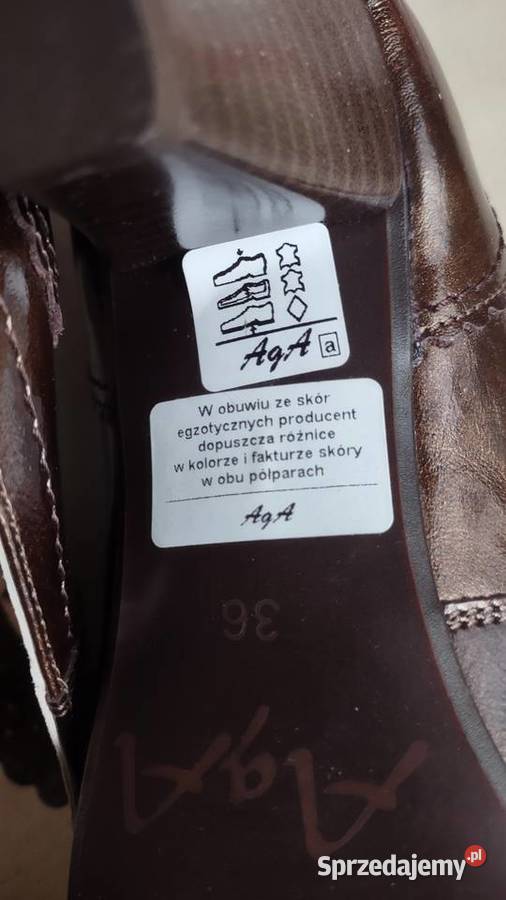 AgA a
W obuwiu ze skór
egzotycznych producent
dopuszcza różnice
w kolorze i fakturze skóry
w obu półparach
AgA
36
AgA
Sprzedajemy.pl